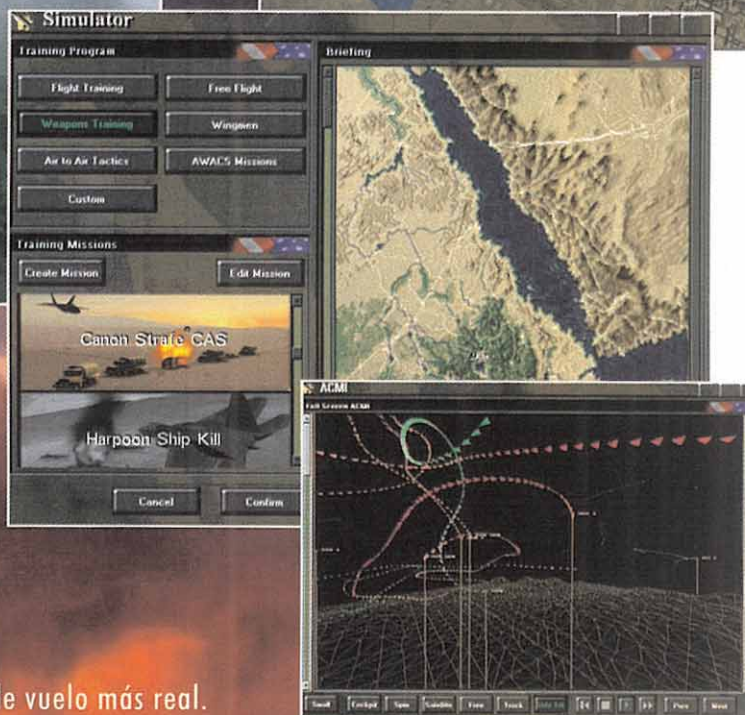 Simulator
Training Program
Flight Training
Free Flight
Weapons Training
Wingmen
Air to Air Tactics
AWACS Missions
Custom
Training Missions
Create Mission
Edit Mission
Canon Strafe CAS
Harpoon Ship Kill
Cancel
Confirm
Briefing
ACMI
Full Screen ACMI
Small
Cockpit
Spin
Satellite
Free
Track
Prev
Next
de vuelo más real.